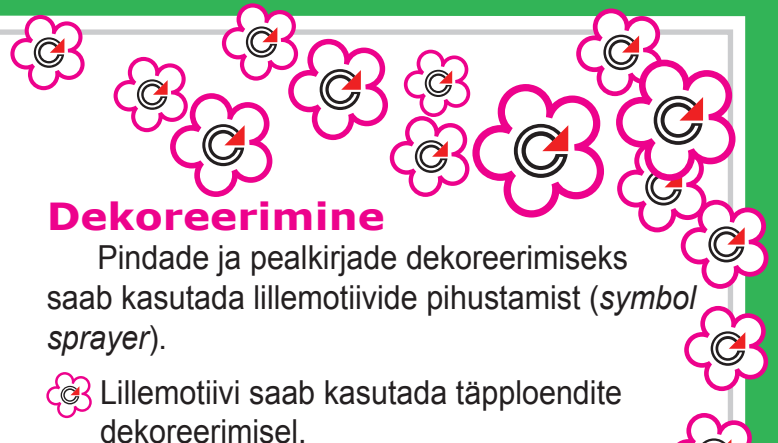 Dekoreerimine
Pindade ja pealkirjade dekoreerimiseks
saab kasutada lillemotiivide pihustamist (symbol
sprayer).
Lillemotiivi saab kasutada täpploendite
dekoreerimisel.